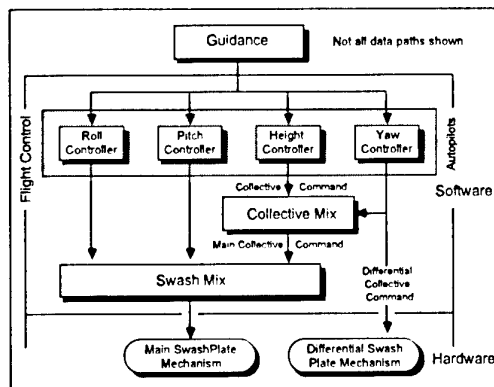 Guidance
Not all data paths shown
Flight Control
Autopilots
Roll
Controller
Pitch
Controller
Height
Controller
Yaw
Controller
Software
Collective Command
Collective Mix
Main Collective Command
Swash Mix
Differential
Collective
Command
Main SwashPlate
Mechanism
Differential Swash
Plate Mechanism
Hardware